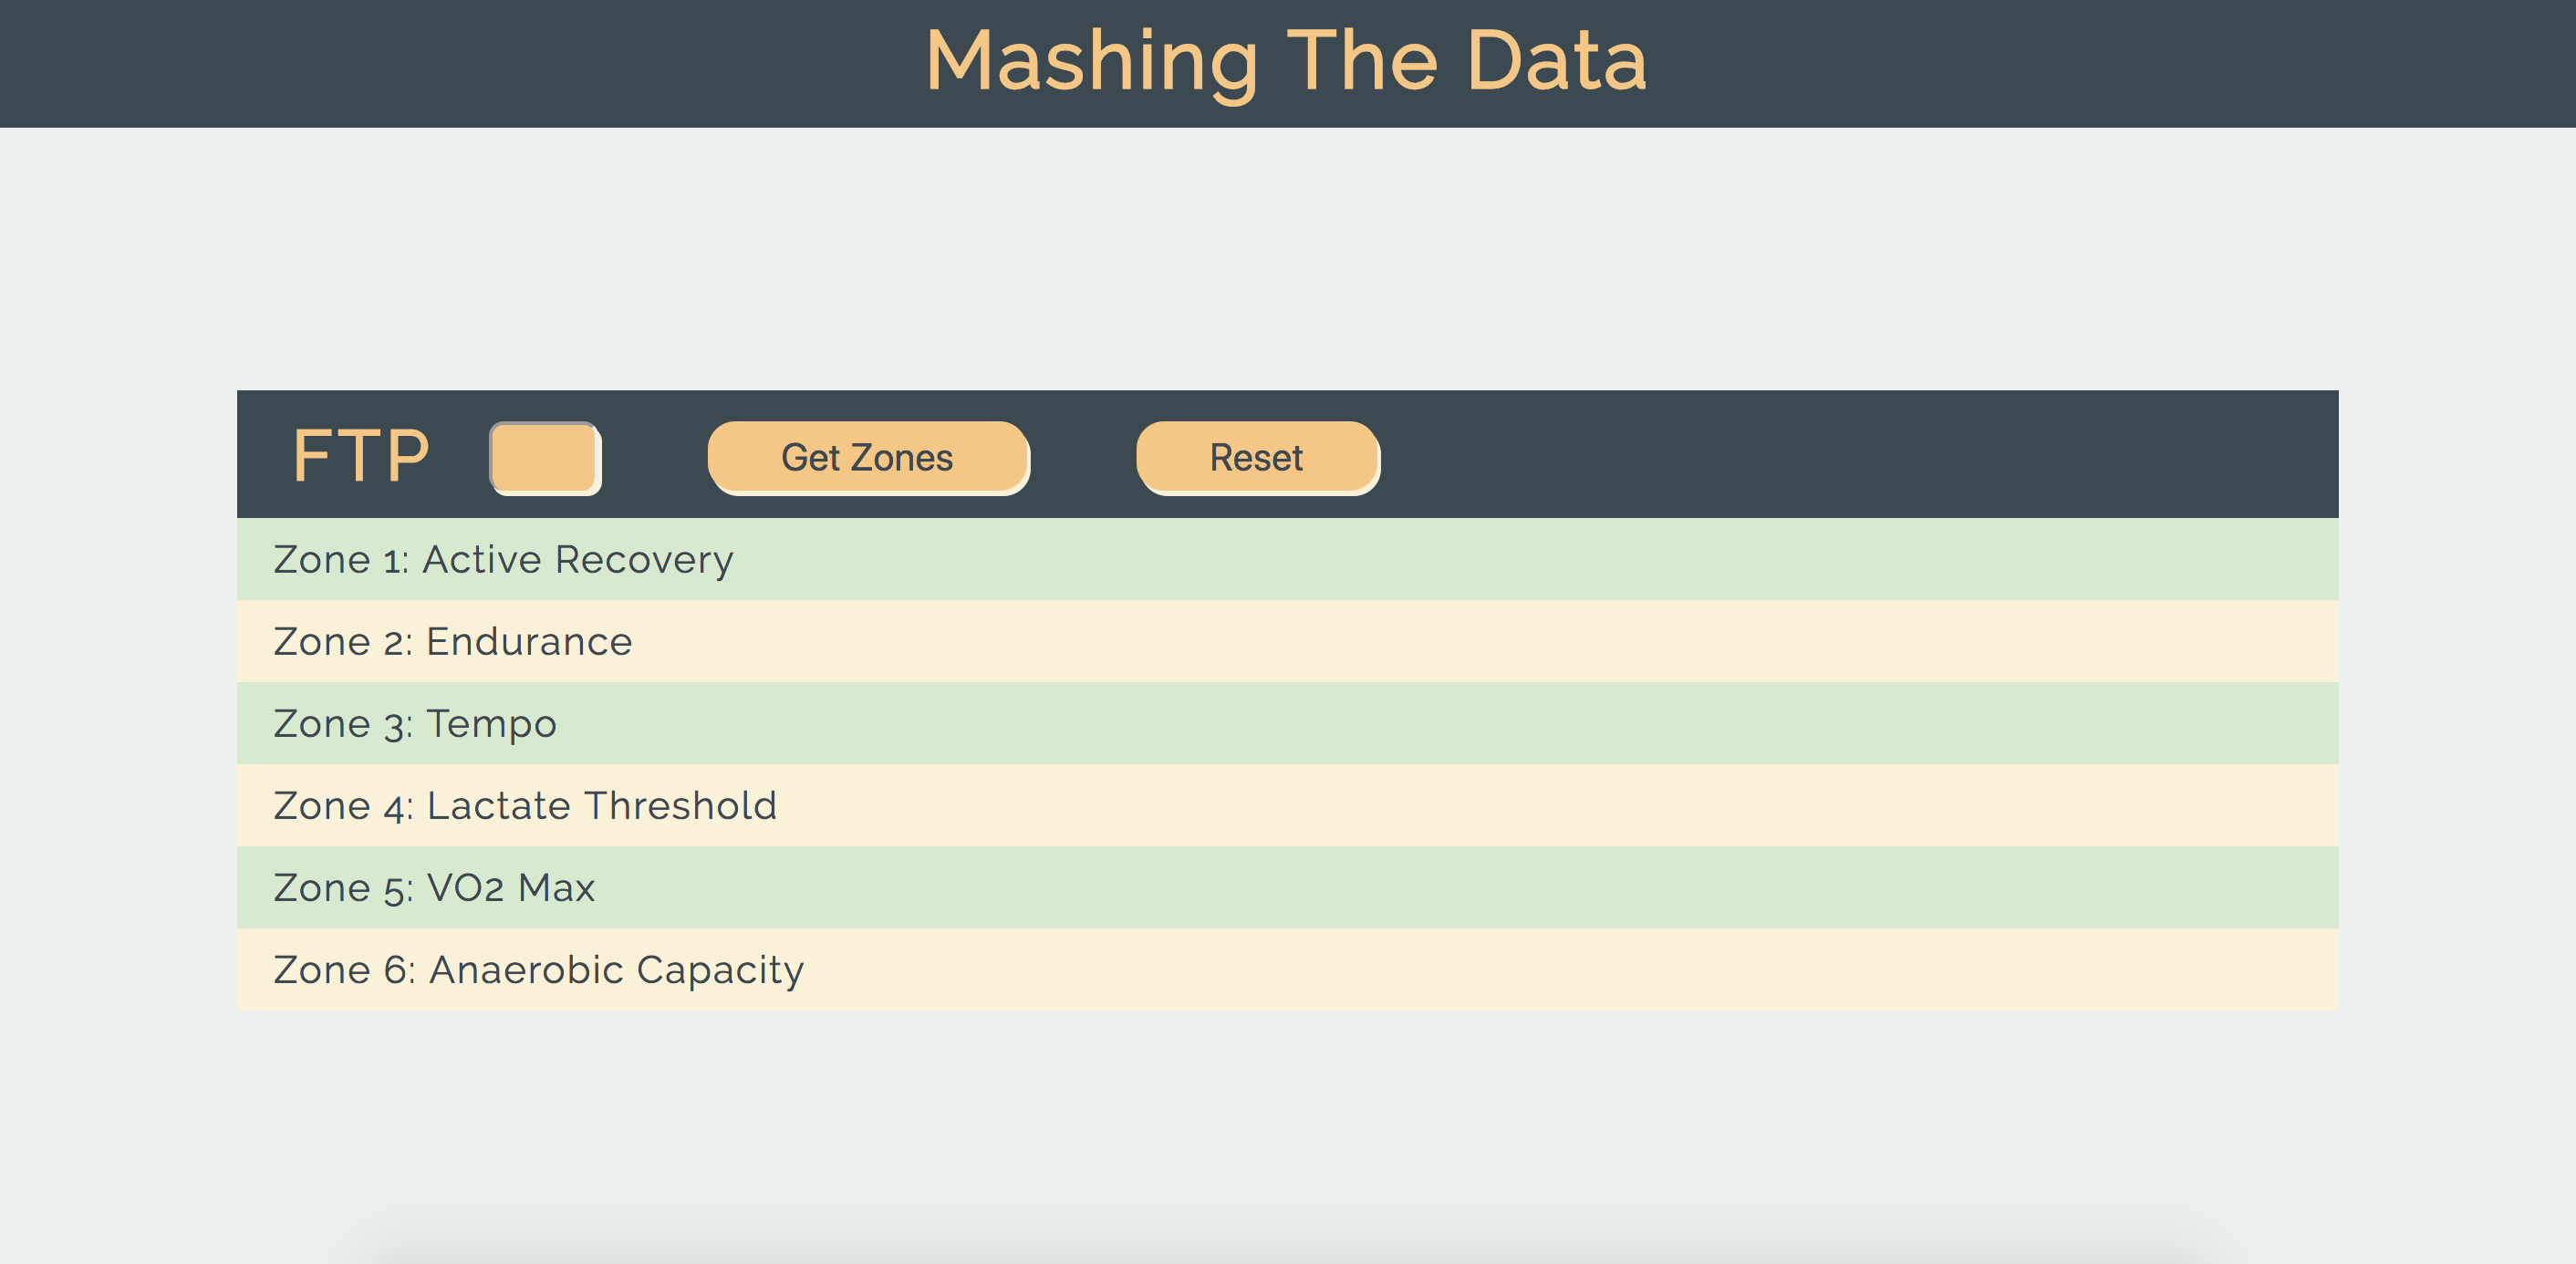 Mashing The Data
FTP Get Zones Reset
Zone 1: Active Recovery
Zone 2: Endurance
Zone 3: Tempo
Zone 4: Lactate Threshold
Zone 5: VO2 Max
Zone 6: Anaerobic Capacity